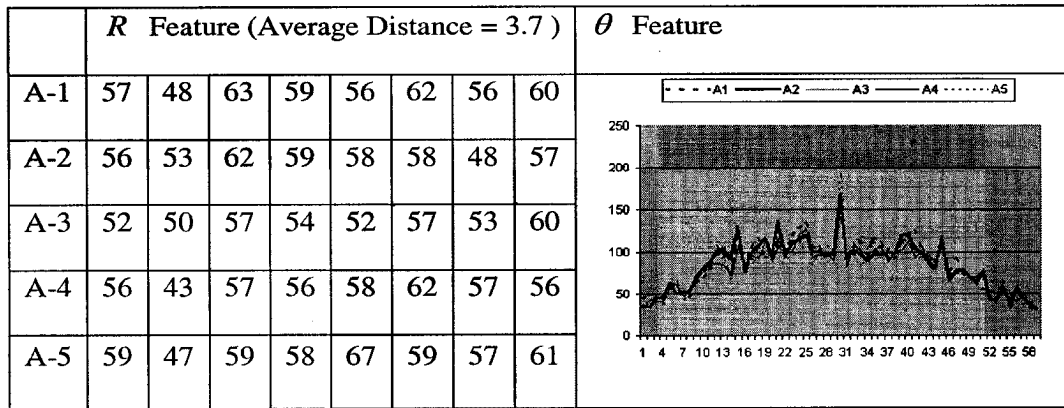 R Feature (Average Distance = 3.7 ) θ Feature
A-1 57 48 63 59 56 62 56 60
A-2 56 53 62 59 58 58 48 57
A-3 52 50 57 54 52 57 53 60
A-4 56 43 57 56 58 62 57 56
A-5 59 47 59 58 67 59 57 61
A1 A2 A3 A4 A5
250
200
150
100
50
0
1 4 7 10 13 16 19 22 25 28 31 34 37 40 43 46 49 52 55 58